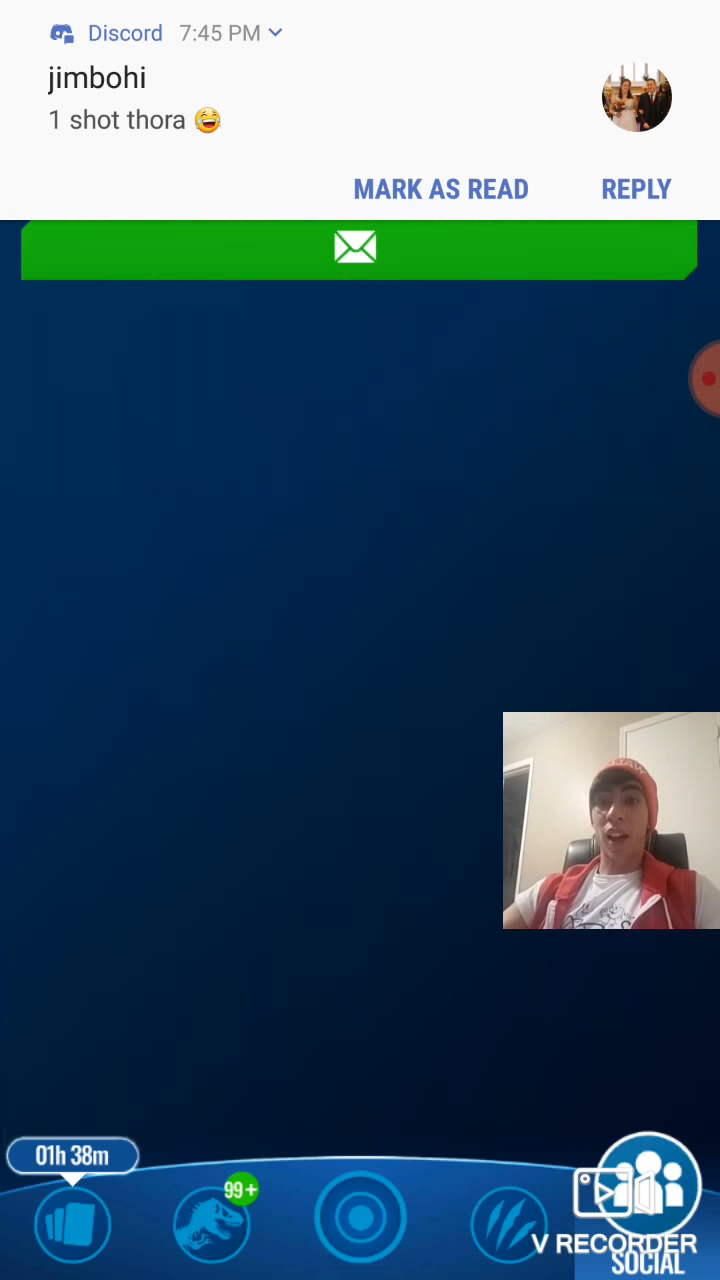 Discord 7:45 PM
jimbohi
1 shot thora 😂
MARK AS READ REPLY
01h 38m
99+
V RECORDER
SOCIAL